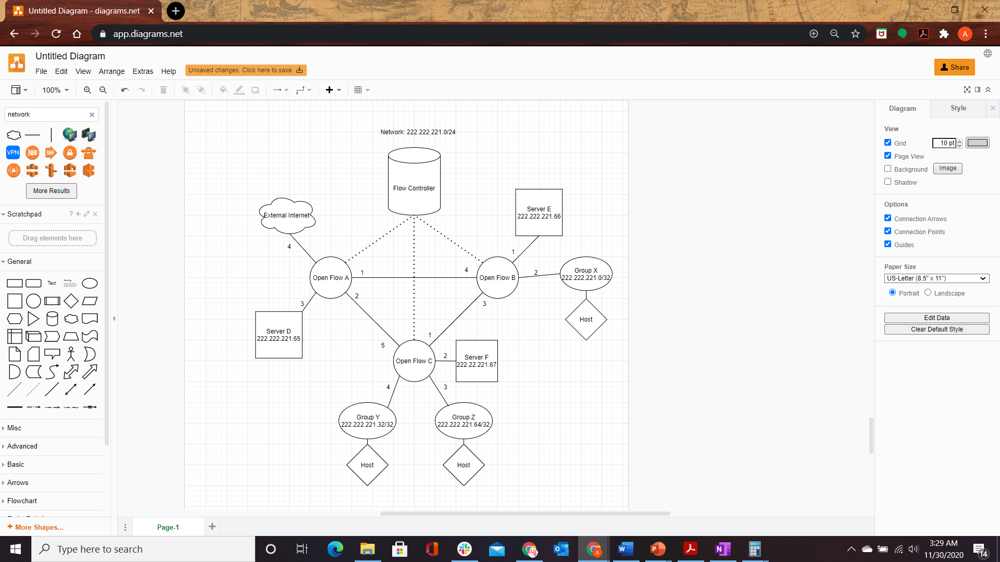 Untitled Diagram - diagrams.net
app.diagrams.net
A
Untitled Diagram
File Edit View Arrange Extras Help
Unsaved changes. Click here to save.
Share
100%
network
VPN
More Results
Scratchpad
?
Drag elements here
General
Text
Heading
Misc
Advanced
Basic
Arrows
Flowchart
More Shapes...
Network: 222.222.221.0/24
Flow Controller
External Internet
Server E
222.222.221.66
4
1
Open Flow A
1
4
Open Flow B
2
Group X
222.222.221.0/32
3
2
3
Host
Server D
222.222.221.65
1
5
Open Flow C
2
Server F
222.22.221.67
4
3
Group Y
222.222.221.32/32
Group Z
222.222.221.64/32
Host
Host
Page-1
Diagram Style
View
Grid
10 pt
Page View
Background
Image
Shadow
Options
Connection Arrows
Connection Points
Guides
Paper Size
US-Letter (8,5" x 11")
Portrait Landscape
Edit Data
Clear Default Style
Type here to search
3:29 AM
11/30/2020
14